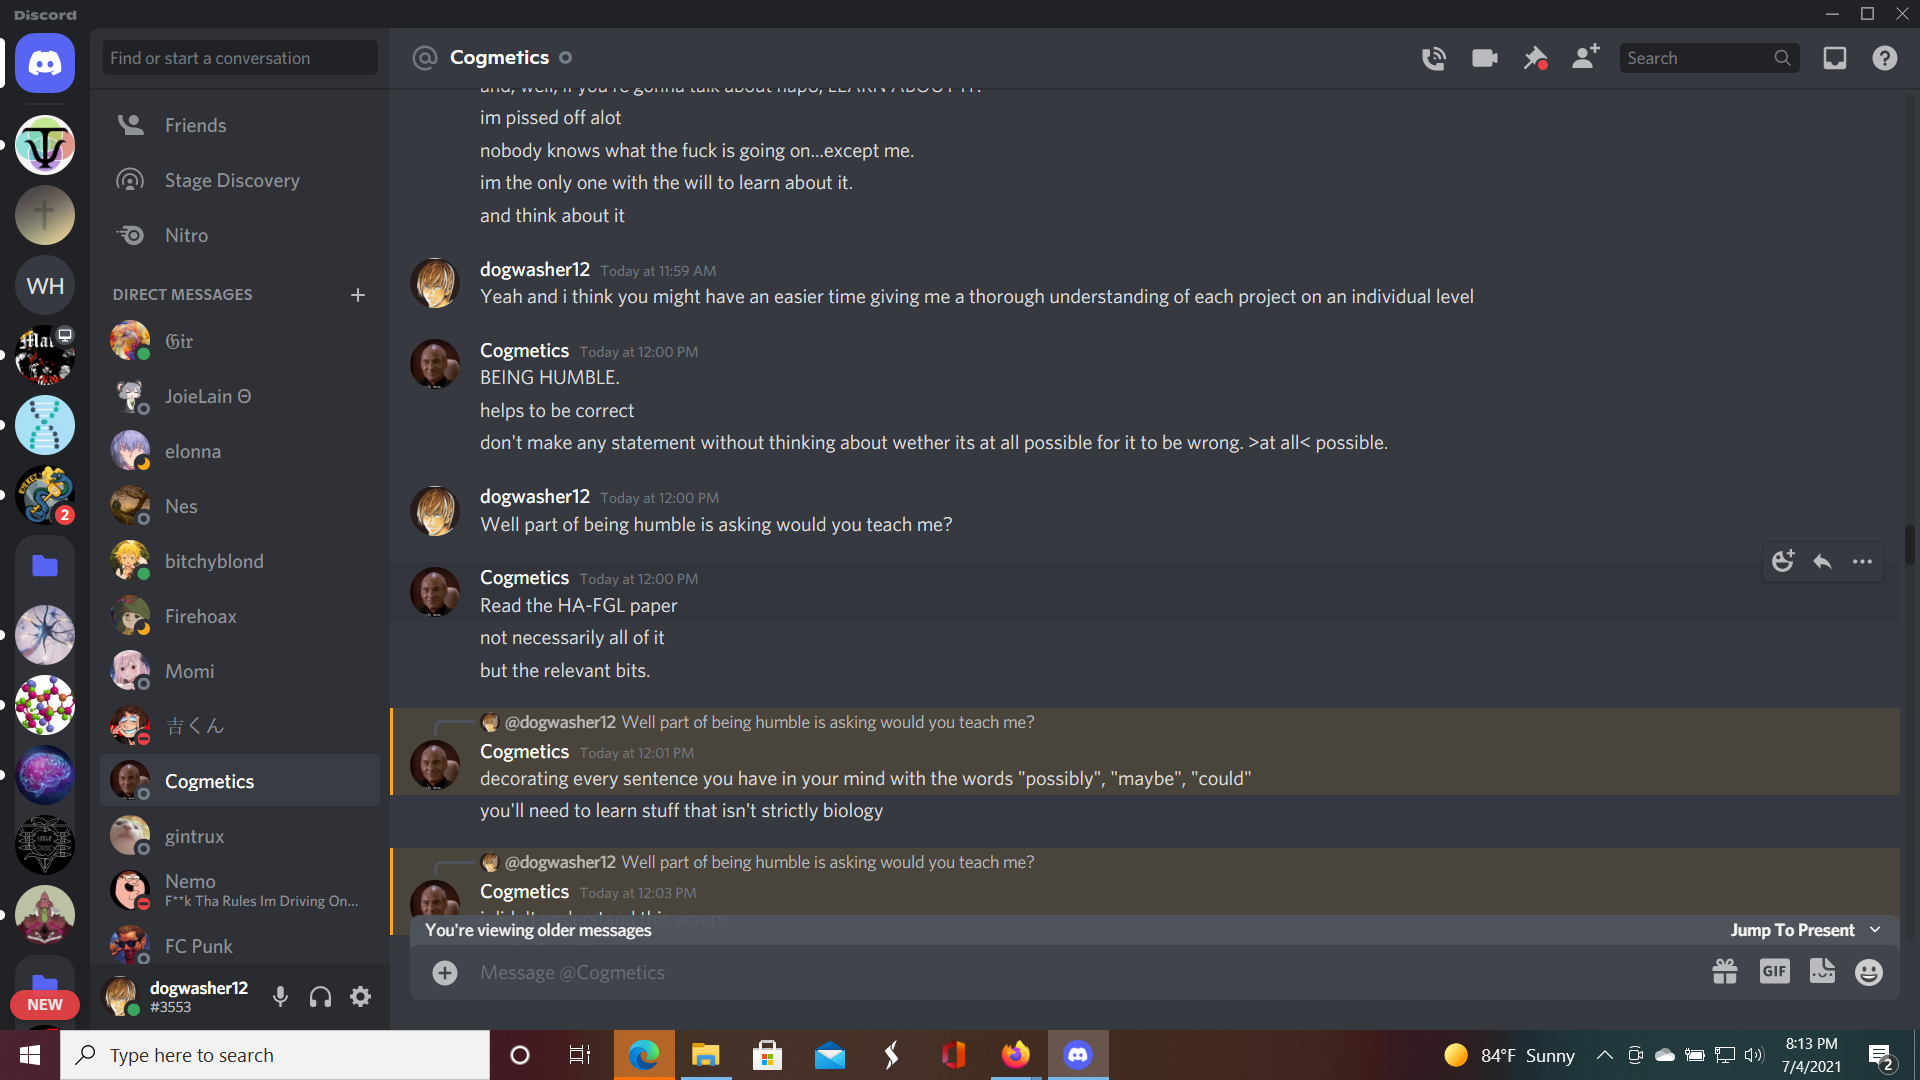 Discord
Find or start a conversation
Cogmetics
Search
Friends
Stage Discovery
Nitro
DIRECT MESSAGES
WH
NEW
2
𝔊ir
JoieLain Θ
elonna
Nes
bitchyblond
Firehoax
Momi
吉くん
Cogmetics
gintrux
Nemo
F**k Tha Rules Im Driving On...
FC Punk
dogwasher12
#3553
im pissed off alot
nobody knows what the fuck is going on...except me.
im the only one with the will to learn about it.
and think about it
dogwasher12 Today at 11:59 AM
Yeah and i think you might have an easier time giving me a thorough understanding of each project on an individual level
Cogmetics Today at 12:00 PM
BEING HUMBLE.
helps to be correct
don't make any statement without thinking about wether its at all possible for it to be wrong. >at all< possible.
dogwasher12 Today at 12:00 PM
Well part of being humble is asking would you teach me?
Cogmetics Today at 12:00 PM
Read the HA-FGL paper
not necessarily all of it
but the relevant bits.
@dogwasher12 Well part of being humble is asking would you teach me?
Cogmetics Today at 12:01 PM
decorating every sentence you have in your mind with the words "possibly", "maybe", "could"
you'll need to learn stuff that isn't strictly biology
@dogwasher12 Well part of being humble is asking would you teach me?
Cogmetics Today at 12:03 PM
You're viewing older messages
Jump To Present
Message @Cogmetics
GIF
Type here to search
84°F Sunny
8:13 PM
7/4/2021
2